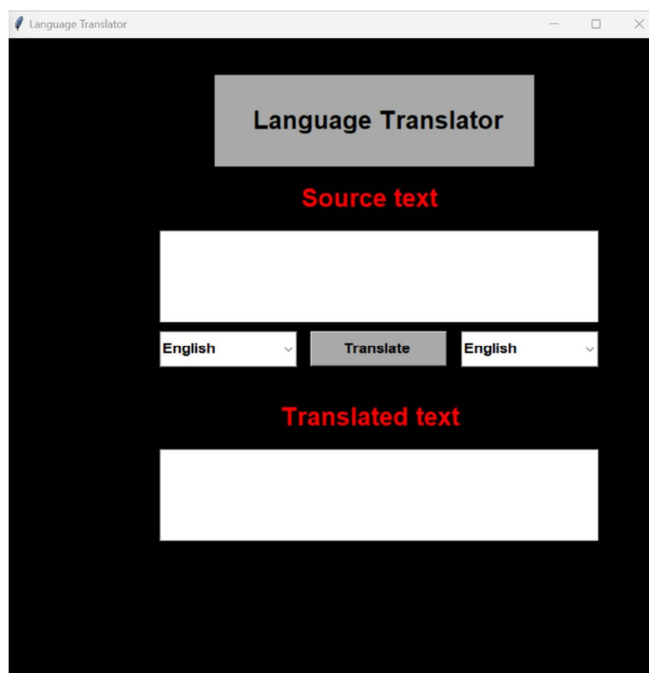 Language Translator
Language Translator
Source text
English
Translate
English
Translated text